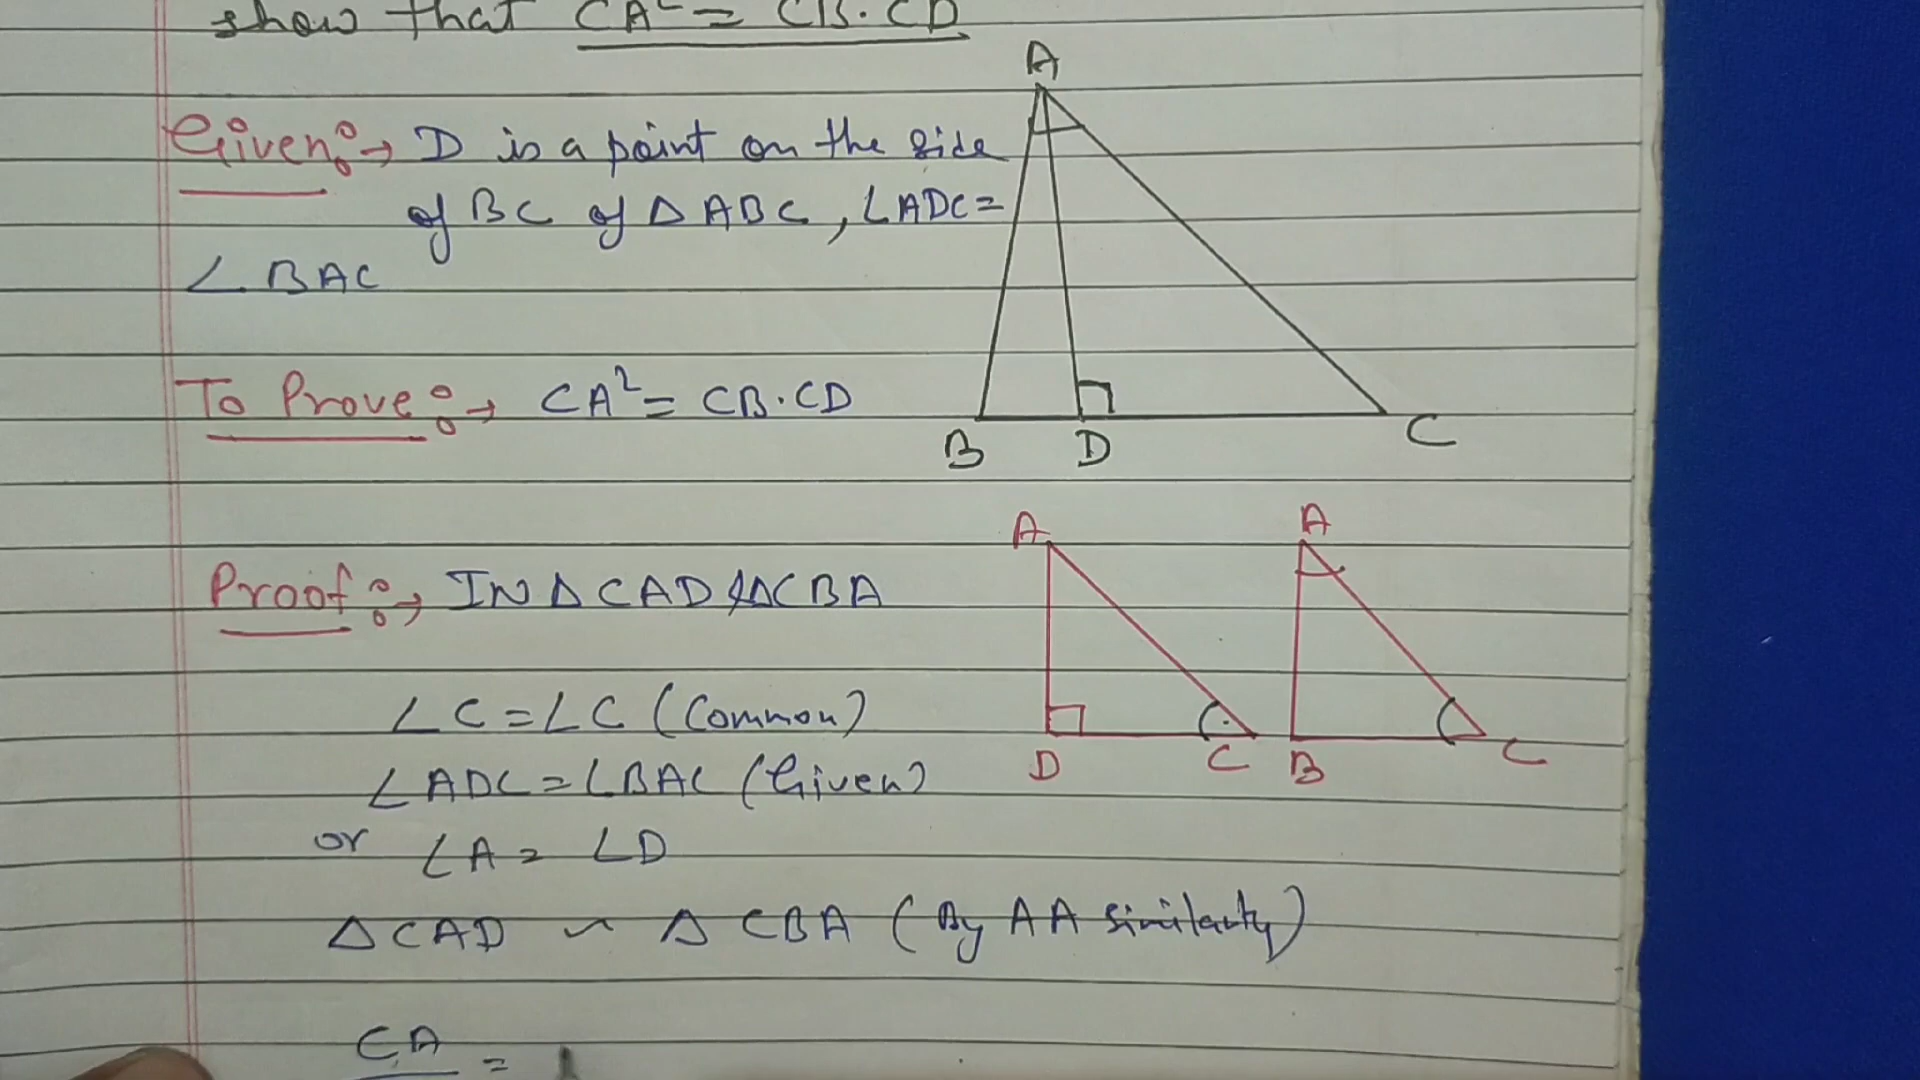 show that CA² = CB·CD
A
Given:→ D is a point on the side
of BC of △ ABC, ∠ADC =
∠BAC
To Prove:→ CA² = CB·CD
B D C
A A
Proof:→ IN △CAD & △CBA
∠C = ∠C (Common)
D C B C
∠ADC = ∠BAC (Given)
or ∠A = ∠D
△CAD ~ △CBA (By AA Similarity)
CA =